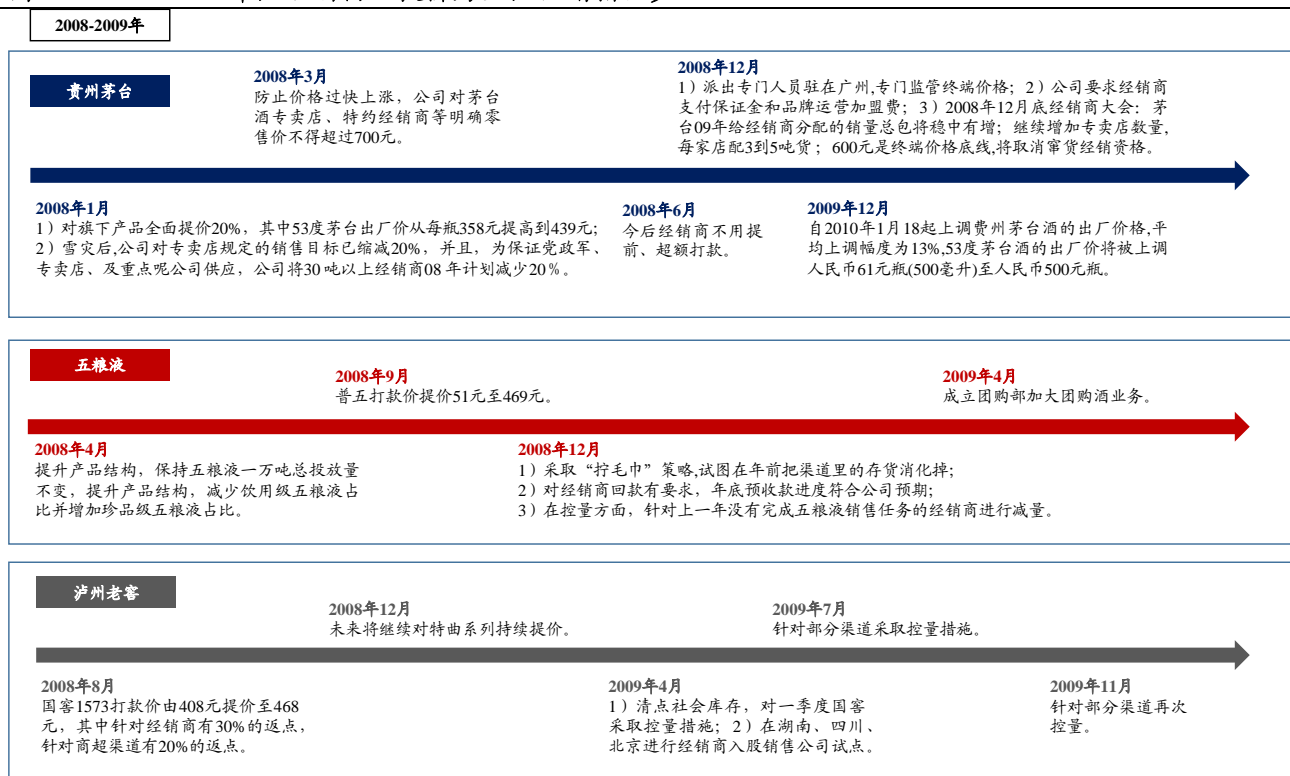 2008-2009年
贵州茅台
2008年3月
防止价格过快上涨，公司对茅台
酒专卖店、特约经销商等明确零
售价不得超过700元。
2008年12月
1）派出专门人员驻在广州,专门监管终端价格；2）公司要求经销商
支付保证金和品牌运营加盟费；3）2008年12月底经销商大会：茅
台09年给经销商分配的销量总包将稳中有增；继续增加专卖店数量,
每家店配3到5吨货；600元是终端价格底线,将取消窜货经销资格。
2008年1月
1）对旗下产品全面提价20%，其中53度茅台出厂价从每瓶358元提高到439元；
2）雪灾后,公司对专卖店规定的销售目标已缩减20%，并且，为保证党政军、
专卖店、及重点呢公司供应，公司将30吨以上经销商08 年计划减少20%。
2008年6月
今后经销商不用提
前、超额打款。
2009年12月
自2010年1月18起上调费州茅台酒的出厂价格,平
均上调幅度为13%,53度茅台酒的出厂价将被上调
人民币61元瓶(500毫升)至人民币500元瓶。
五粮液
2008年9月
普五打款价提价51元至469元。
2009年4月
成立团购部加大团购酒业务。
2008年4月
提升产品结构，保持五粮液一万吨总投放量
不变，提升产品结构，减少饮用级五粮液占
比并增加珍品级五粮液占比。
2008年12月
1）采取“拧毛巾”策略,试图在年前把渠道里的存货消化掉；
2）对经销商回款有要求，年底预收款进度符合公司预期；
3）在控量方面，针对上一年没有完成五粮液销售任务的经销商进行减量。
泸州老窖
2008年12月
未来将继续对特曲系列持续提价。
2009年7月
针对部分渠道采取控量措施。
2008年8月
国窖1573打款价由408元提价至468
元，其中针对经销商有30%的返点，
针对商超渠道有20%的返点。
2009年4月
1）清点社会库存，对一季度国窖
采取控量措施；2）在湖南、四川、
北京进行经销商入股销售公司试点。
2009年11月
针对部分渠道再次
控量。